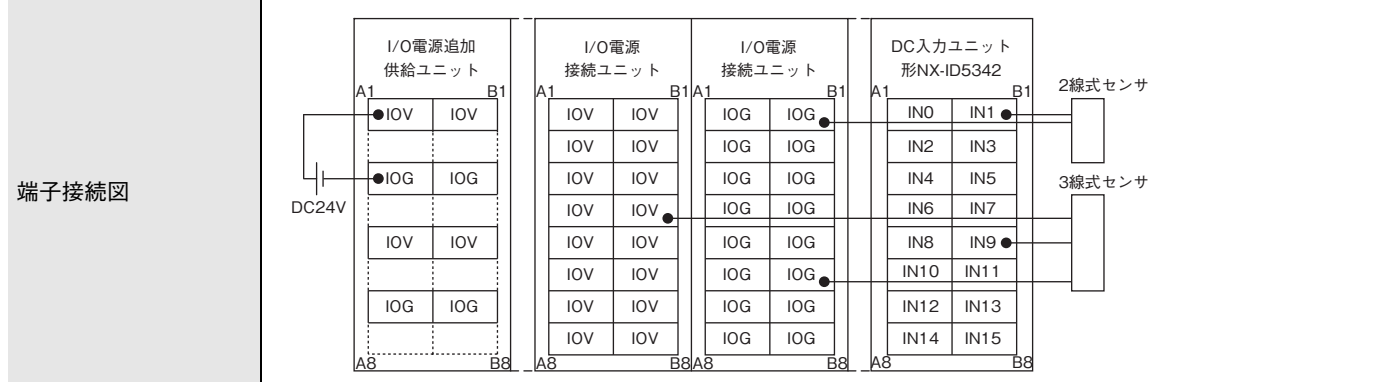 端子接続図
I/O電源追加
供給ユニット
A1 B1
IOV IOV
IOG IOG
IOV IOV
IOG IOG
A8 B8
DC24V
I/O電源
接続ユニット
A1 B1
IOV IOV
IOV IOV
IOV IOV
IOV IOV
IOV IOV
IOV IOV
IOV IOV
IOV IOV
A8 B8
I/O電源
接続ユニット
A1 B1
IOG IOG
IOG IOG
IOG IOG
IOG IOG
IOG IOG
IOG IOG
IOG IOG
IOG IOG
A8 B8
DC入力ユニット
形NX-ID5342
A1 B1
IN0 IN1
IN2 IN3
IN4 IN5
IN6 IN7
IN8 IN9
IN10 IN11
IN12 IN13
IN14 IN15
A8 B8
2線式センサ
3線式センサ